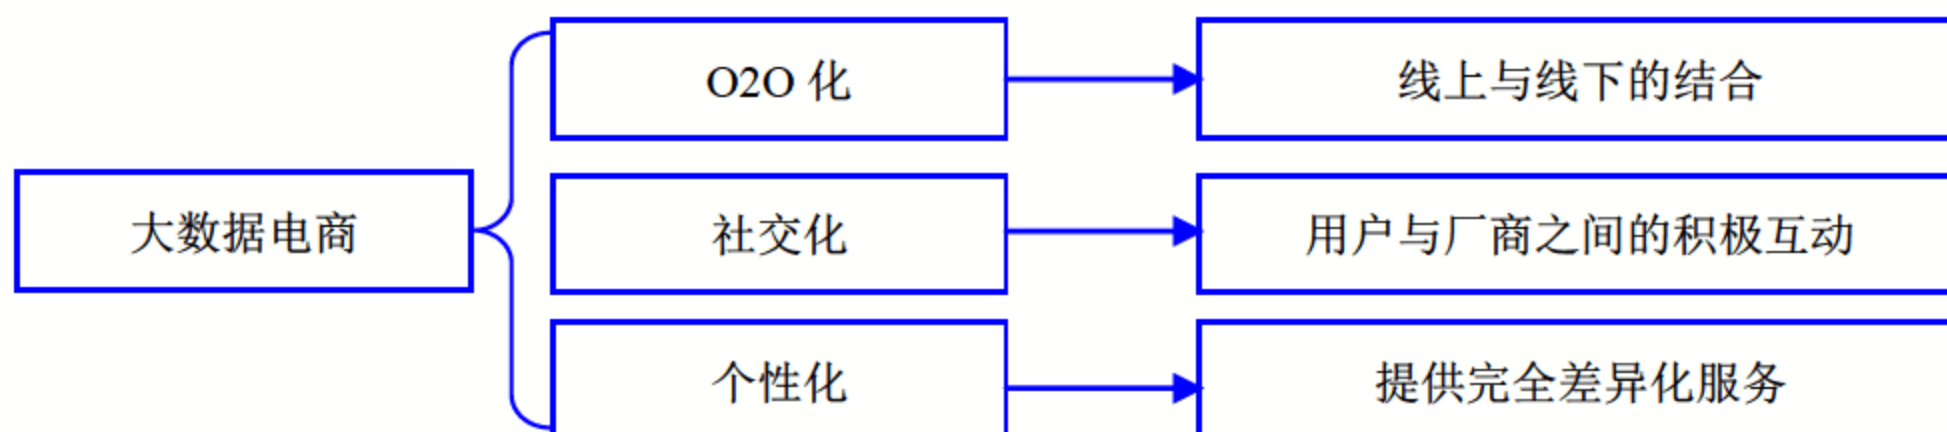 O2O 化
线上与线下的结合
大数据电商
社交化
用户与厂商之间的积极互动
个性化
提供完全差异化服务